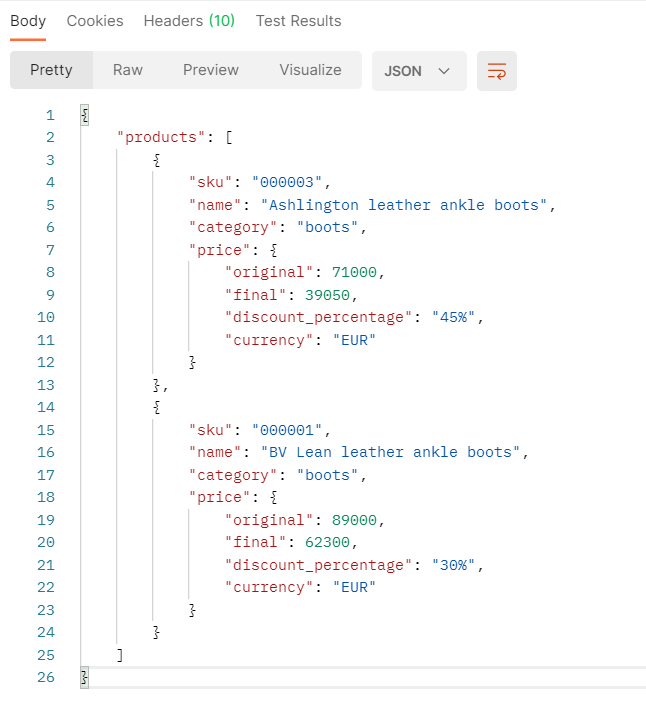 Body Cookies Headers (10) Test Results
Pretty Raw Preview Visualize JSON
1 {
2 "products": [
3 {
4 "sku": "000003",
5 "name": "Ashlington leather ankle boots",
6 "category": "boots",
7 "price": {
8 "original": 71000,
9 "final": 39050,
10 "discount_percentage": "45%",
11 "currency": "EUR"
12 }
13 },
14 {
15 "sku": "000001",
16 "name": "BV Lean leather ankle boots",
17 "category": "boots",
18 "price": {
19 "original": 89000,
20 "final": 62300,
21 "discount_percentage": "30%",
22 "currency": "EUR"
23 }
24 }
25 ]
26 }